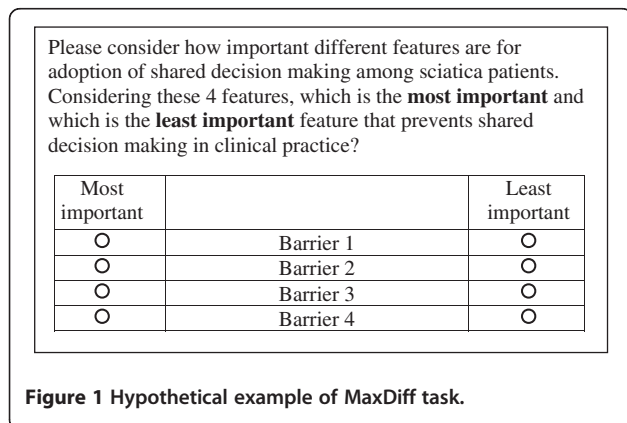 Please consider how important different features are for
adoption of shared decision making among sciatica patients.
Considering these 4 features, which is the most important and
which is the least important feature that prevents shared
decision making in clinical practice?
Most important Least important
Barrier 1
Barrier 2
Barrier 3
Barrier 4
Figure 1 Hypothetical example of MaxDiff task.